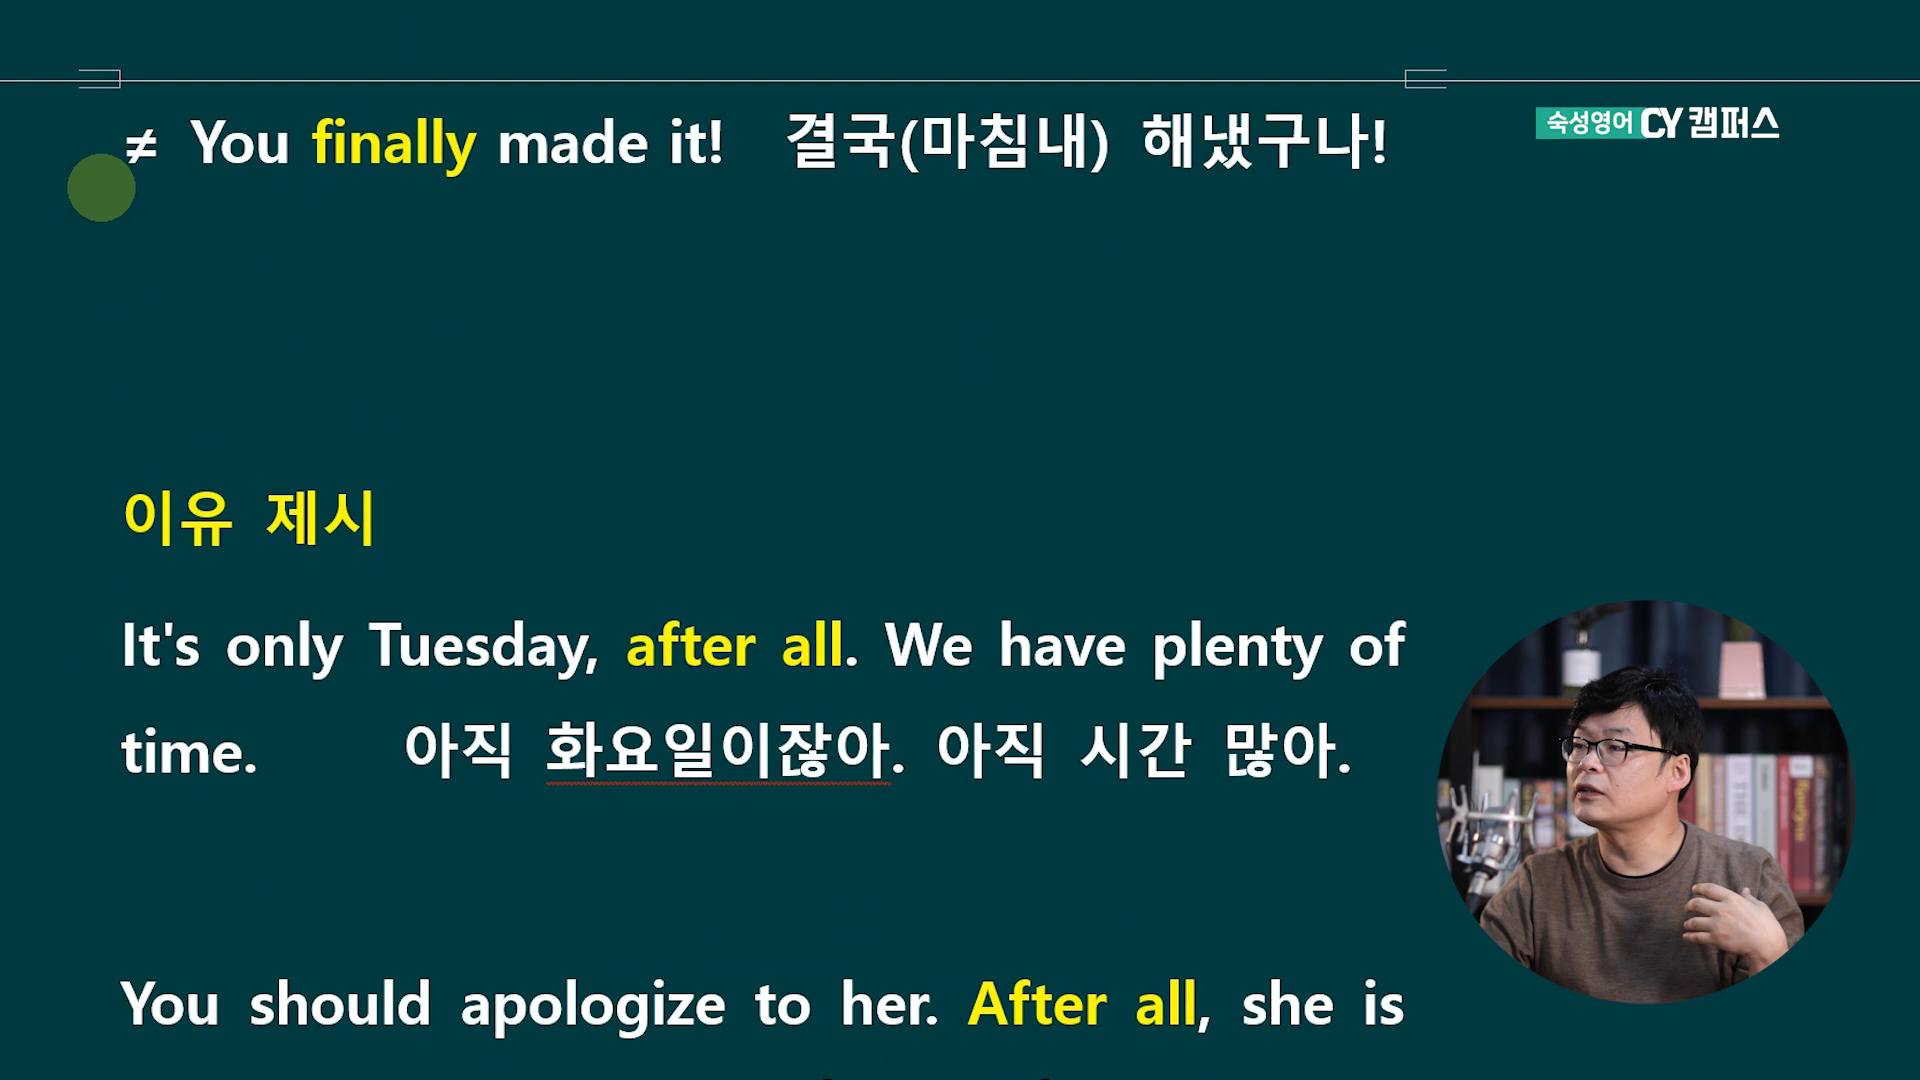 ≠ You finally made it! 결국(마침내) 해냈구나!
숙성영어 CY캠퍼스
이유 제시
It's only Tuesday, after all. We have plenty of
time. 아직 화요일이잖아. 아직 시간 많아.
You should apologize to her. After all, she is